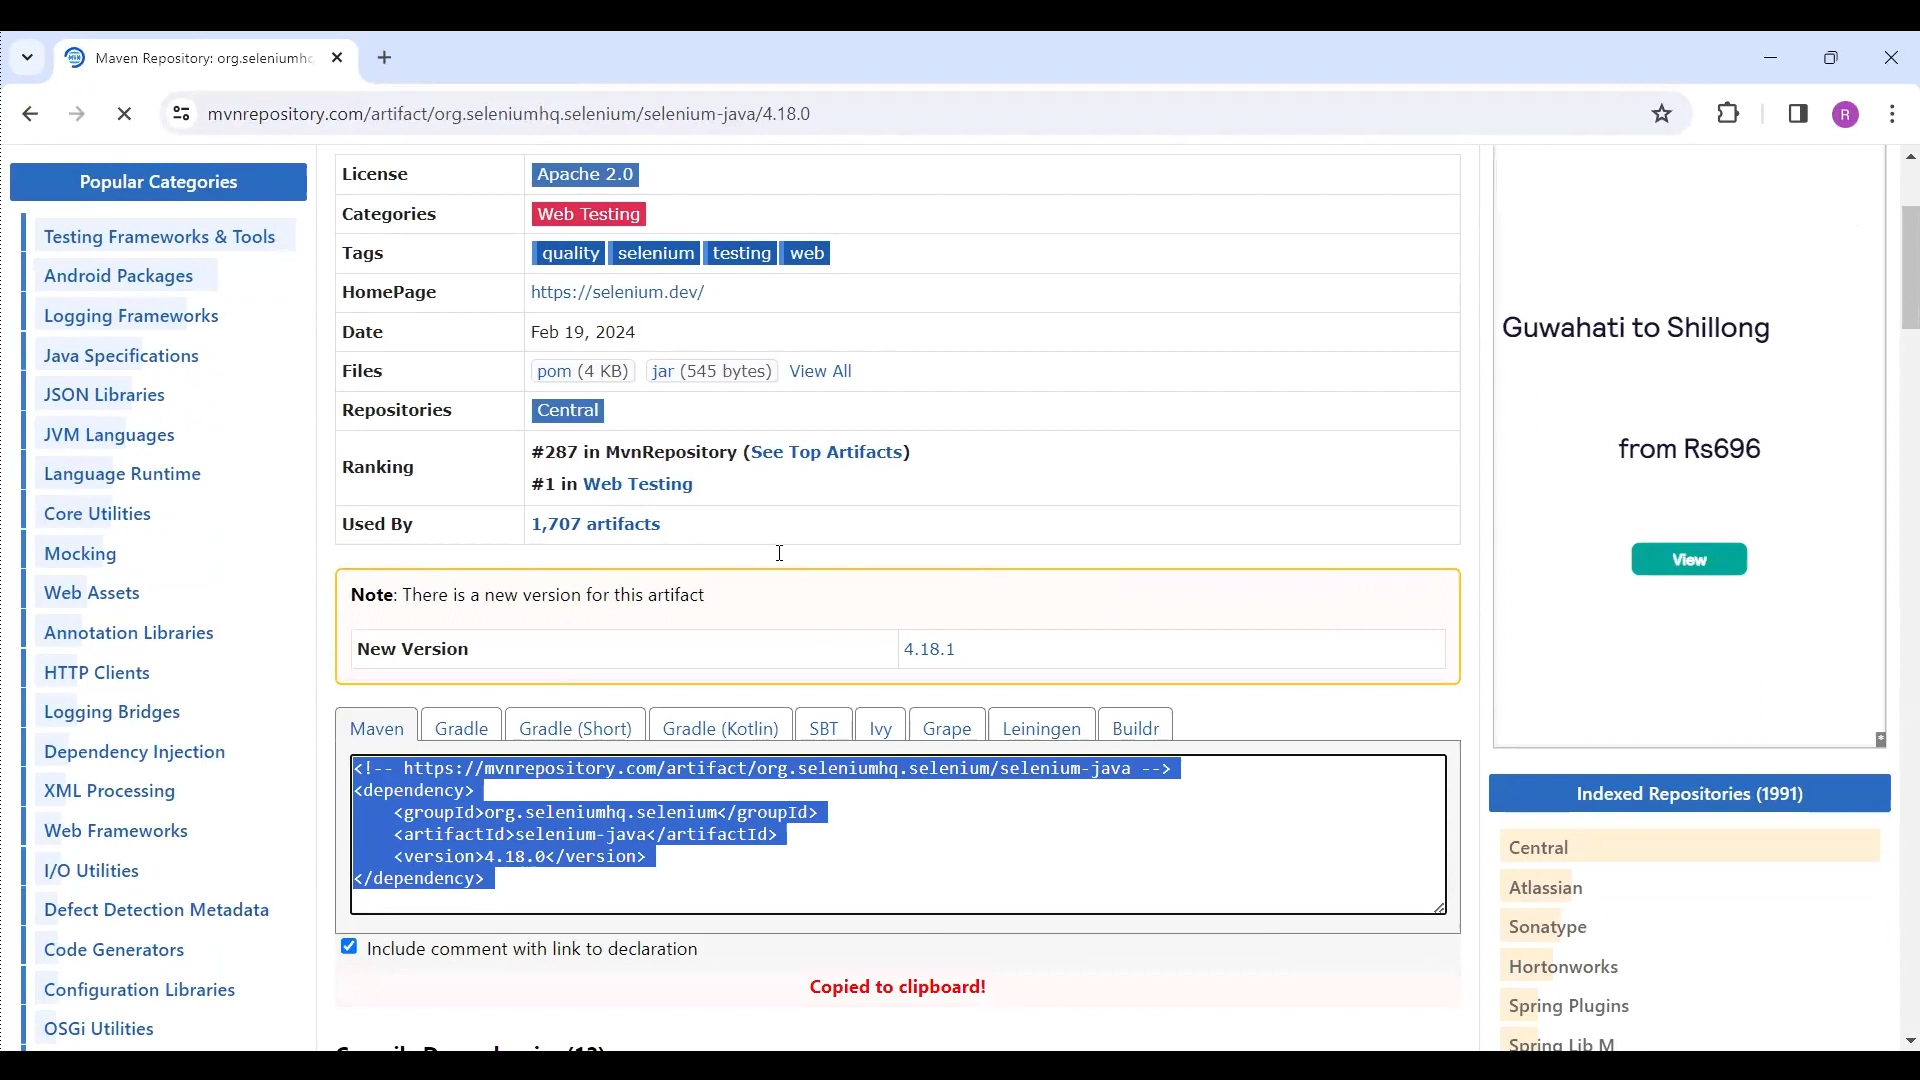 Maven Repository: org.seleniumhc
mvnrepository.com/artifact/org.seleniumhq.selenium/selenium-java/4.18.0
R
Popular Categories
Testing Frameworks & Tools
Android Packages
Logging Frameworks
Java Specifications
JSON Libraries
JVM Languages
Language Runtime
Core Utilities
Mocking
Web Assets
Annotation Libraries
HTTP Clients
Logging Bridges
Dependency Injection
XML Processing
Web Frameworks
I/O Utilities
Defect Detection Metadata
Code Generators
Configuration Libraries
OSGi Utilities
License Apache 2.0
Categories Web Testing
Tags quality selenium testing web
HomePage https://selenium.dev/
Date Feb 19, 2024
Files pom (4 KB) jar (545 bytes) View All
Repositories Central
Ranking #287 in MvnRepository (See Top Artifacts)
#1 in Web Testing
Used By 1,707 artifacts
Note: There is a new version for this artifact
New Version 4.18.1
Maven Gradle Gradle (Short) Gradle (Kotlin) SBT Ivy Grape Leiningen Buildr
<!-- https://mvnrepository.com/artifact/org.seleniumhq.selenium/selenium-java -->
<dependency>
    <groupId>org.seleniumhq.selenium</groupId>
    <artifactId>selenium-java</artifactId>
    <version>4.18.0</version>
</dependency>
Include comment with link to declaration
Copied to clipboard!
Guwahati to Shillong
from Rs696
View
Indexed Repositories (1991)
Central
Atlassian
Sonatype
Hortonworks
Spring Plugins
Spring Lib M